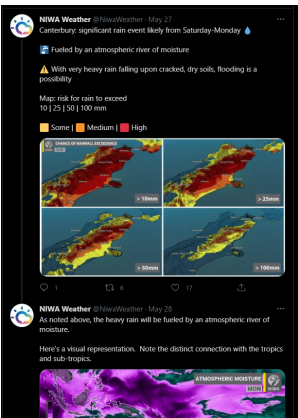 NIWA Weather @NiwaWeather · May 27
Canterbury: significant rain event likely from Saturday-Monday 💧
Fueled by an atmospheric river of moisture
⚠️ With very heavy rain falling upon cracked, dry soils, flooding is a
possibility
Map: risk for rain to exceed
10 | 25 | 50 | 100 mm
🟨 Some | 🟧 Medium | 🟥 High
CHANCE OF RAINFALL EXCEEDENCE
> 10mm
> 25mm
> 50mm
> 100mm
1 6 17
NIWA Weather @NiwaWeather · May 28
As noted above, the heavy rain will be fueled by an atmospheric river of
moisture.
Here's a visual representation. Note the distinct connection with the tropics
and sub-tropics.
ATMOSPHERIC MOISTURE
MON
NIWA